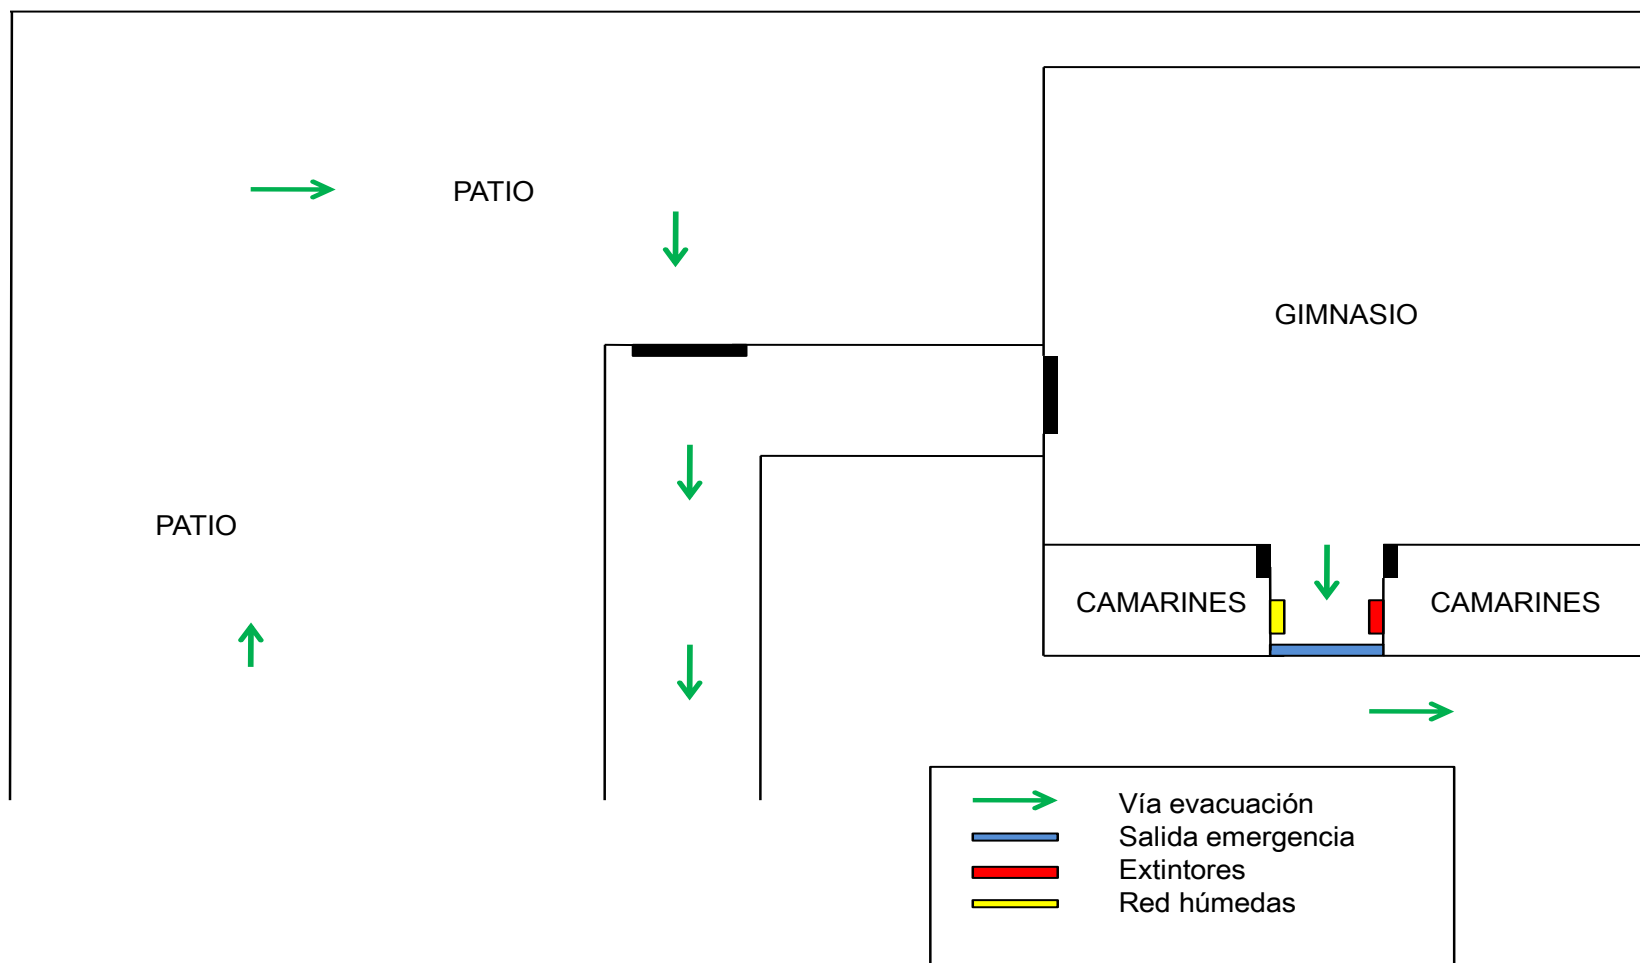 PATIO
GIMNASIO
PATIO
CAMARINES
CAMARINES
Vía evacuación
Salida emergencia
Extintores
Red húmedas